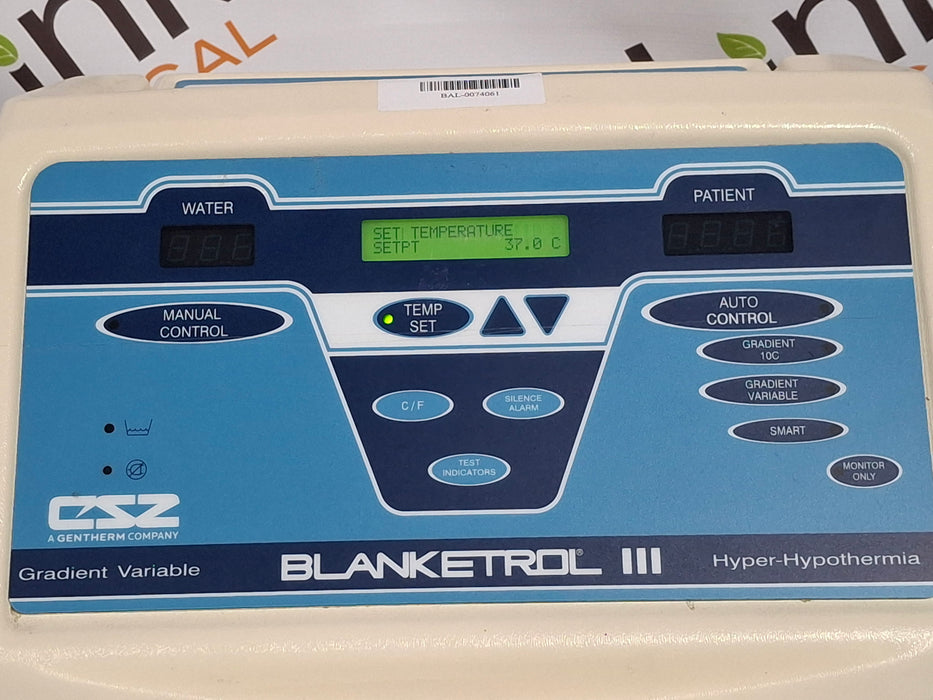 CAL
BAL-0074061
WATER
SET TEMPERATURE
SETPT 37.0 C
PATIENT
MANUAL
CONTROL
TEMP
SET
AUTO
CONTROL
GRADIENT
10C
GRADIENT
VARIABLE
SMART
MONITOR
ONLY
C / F
SILENCE
ALARM
TEST
INDICATORS
CSZ
A GENTHERM COMPANY
Gradient Variable
BLANKETROL® III
Hyper-Hypothermia